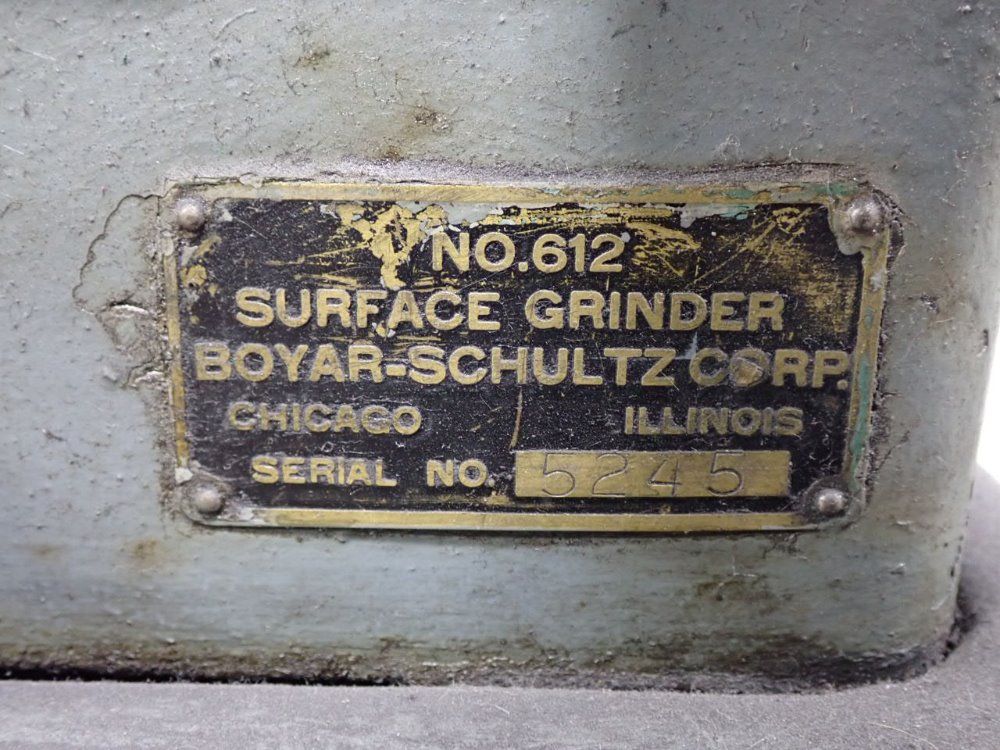 NO.612
SURFACE GRINDER
BOYAR-SCHULTZ CORP.
CHICAGO ILLINOIS
SERIAL NO. 5245